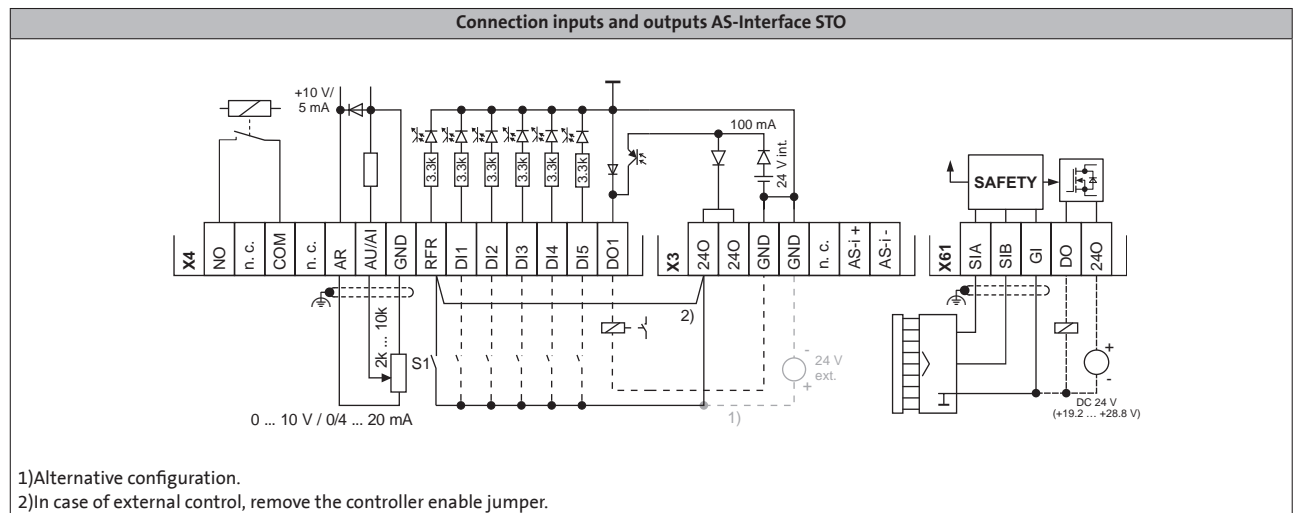 Connection inputs and outputs AS-Interface STO
+10 V/
5 mA
3.3k
3.3k
3.3k
3.3k
3.3k
3.3k
100 mA
24 V int.
SAFETY
X4
NO
n. c.
COM
n. c.
AR
AU/AI
GND
RFR
DI1
DI2
DI3
DI4
DI5
DO1
X3
24O
24O
GND
GND
n. c.
AS-i +
AS-i -
X61
SIA
SIB
GI
DO
24O
2k ... 10k
S1
2)
-
24 V
ext.
+
1)
+
-
DC 24 V
(+19.2 ... +28.8 V)
0 ... 10 V / 0/4 ... 20 mA
1)Alternative configuration.
2)In case of external control, remove the controller enable jumper.